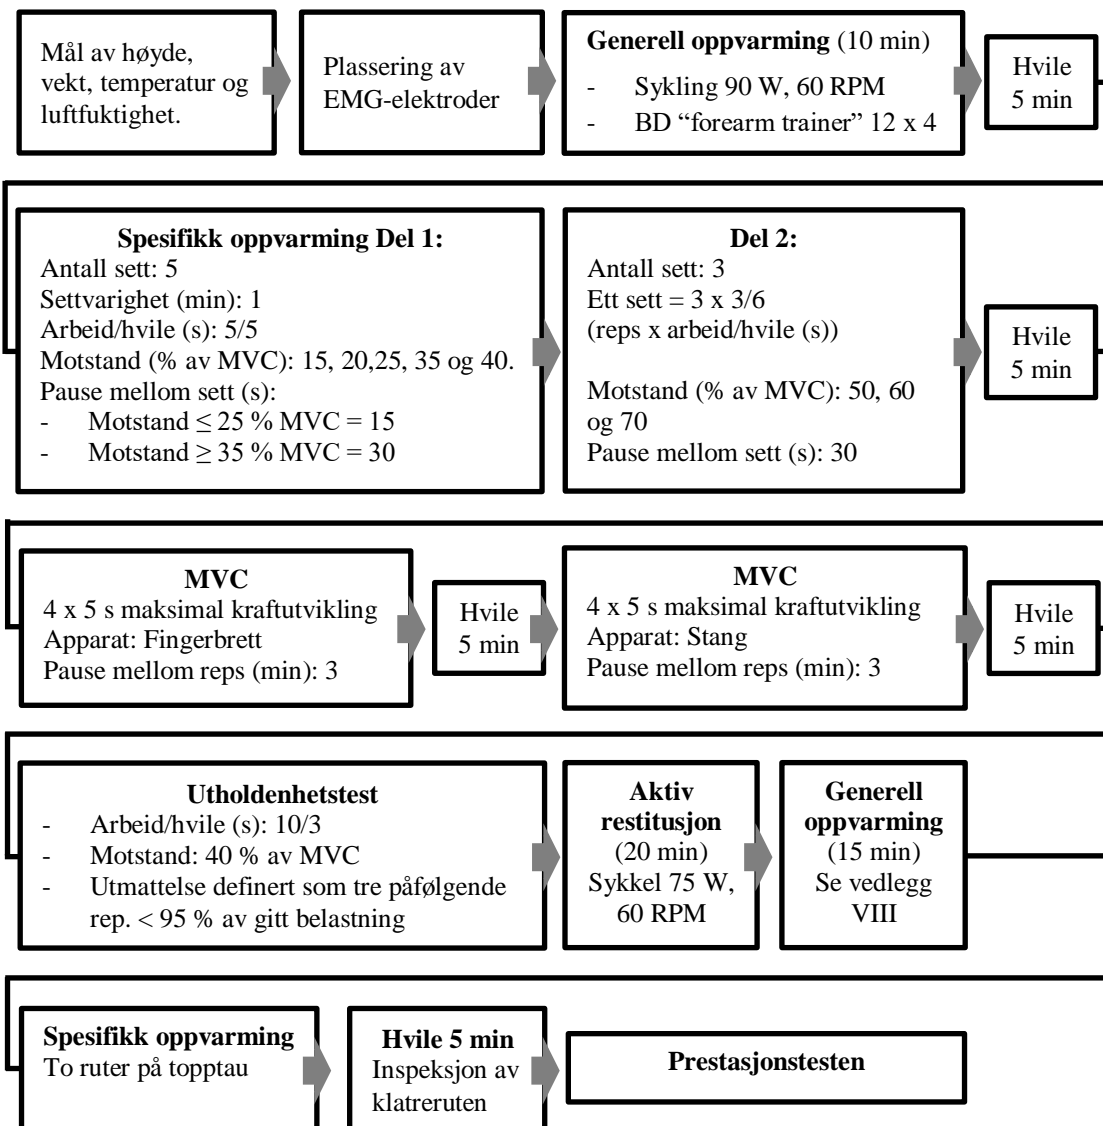 Mål av høyde,
vekt, temperatur og
luftfuktighet.
Plassering av
EMG-elektroder
Generell oppvarming (10 min)
- Sykling 90 W, 60 RPM
- BD “forearm trainer” 12 x 4
Hvile
5 min
Spesifikk oppvarming Del 1:
Antall sett: 5
Settvarighet (min): 1
Arbeid/hvile (s): 5/5
Motstand (% av MVC): 15, 20,25, 35 og 40.
Pause mellom sett (s):
- Motstand ≤ 25 % MVC = 15
- Motstand ≥ 35 % MVC = 30
Del 2:
Antall sett: 3
Ett sett = 3 x 3/6
(reps x arbeid/hvile (s))
Motstand (% av MVC): 50, 60
og 70
Pause mellom sett (s): 30
Hvile
5 min
MVC
4 x 5 s maksimal kraftutvikling
Apparat: Fingerbrett
Pause mellom reps (min): 3
Hvile
5 min
MVC
4 x 5 s maksimal kraftutvikling
Apparat: Stang
Pause mellom reps (min): 3
Hvile
5 min
Utholdenhetstest
- Arbeid/hvile (s): 10/3
- Motstand: 40 % av MVC
- Utmattelse definert som tre påfølgende
rep. < 95 % av gitt belastning
Aktiv
restitusjon
(20 min)
Sykkel 75 W,
60 RPM
Generell
oppvarming
(15 min)
Se vedlegg
VIII
Spesifikk oppvarming
To ruter på topptau
Hvile 5 min
Inspeksjon av
klatreruten
Prestasjonstesten